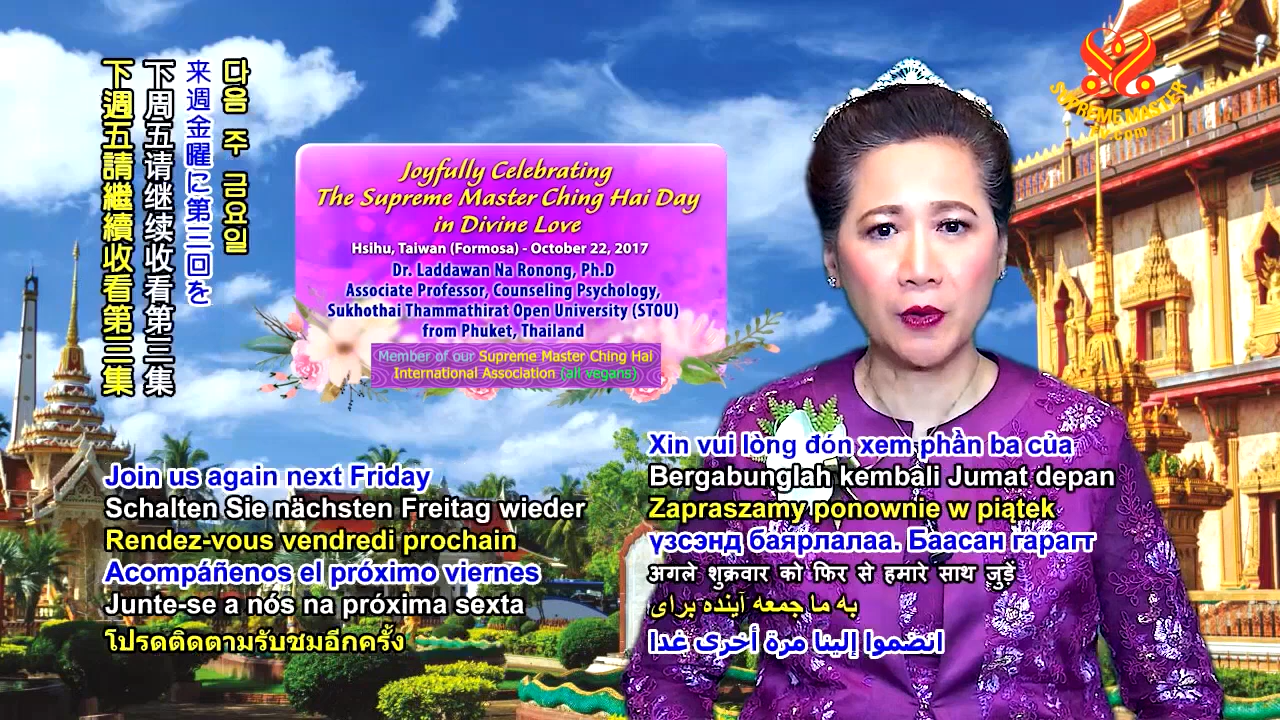 다음 주 금요일
来週金曜に第三回を
下周五请继续收看第三集
下週五請繼續收看第三集
Joyfully Celebrating
The Supreme Master Ching Hai Day
in Divine Love
Hsihu, Taiwan (Formosa) - October 22, 2017
Dr. Laddawan Na Ronong, Ph.D
Associate Professor, Counseling Psychology,
Sukhothai Thammathirat Open University (STOU)
from Phuket, Thailand
Member of our Supreme Master Ching Hai
International Association (all vegans)
SUPREME MASTER
TV.com
Join us again next Friday
Schalten Sie nächsten Freitag wieder
Rendez-vous vendredi prochain
Acompáñenos el próximo viernes
Junte-se a nós na próxima sexta
โปรดติดตามรับชมอีกครั้ง
Xin vui lòng đón xem phần ba của
Bergabunglah kembali Jumat depan
Zapraszamy ponownie w piątek
үзсэнд баярлалаа. Баасан гарагт
अगले शुक्रवार को फिर से हमारे साथ जुड़ें
به ما جمعه آینده برای
انضموا إلينا مرة أخرى غدا